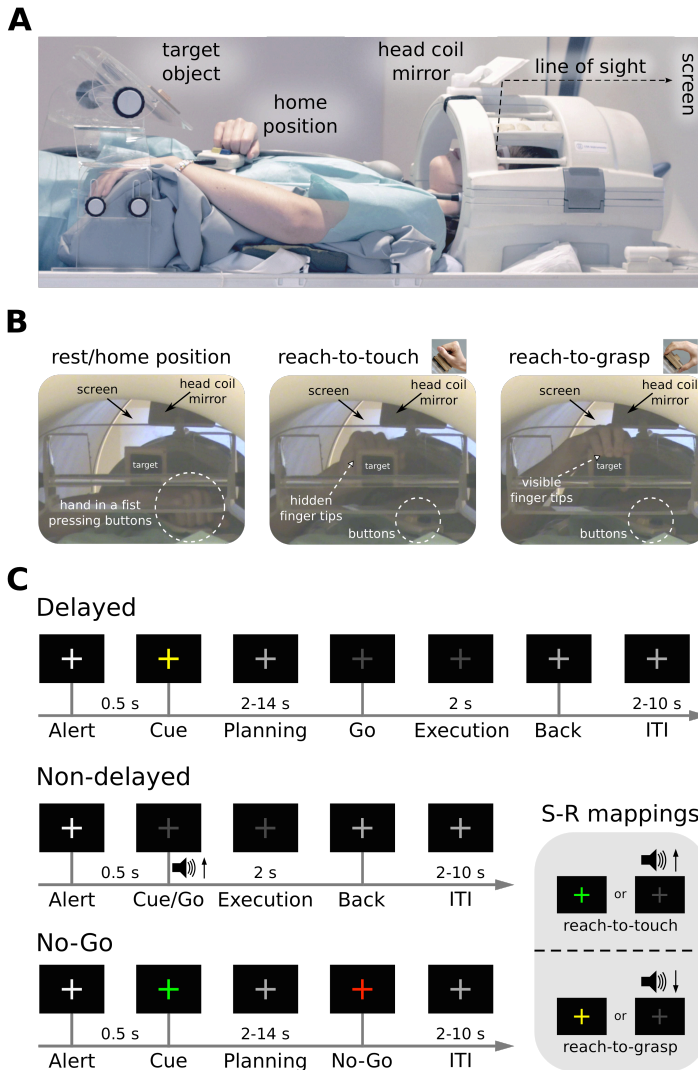 A
target
object
head coil
mirror
line of sight
screen
home
position
B
rest/home position
reach-to-touch
reach-to-grasp
screen
head coil
mirror
target
hand in a fist
pressing buttons
screen
head coil
mirror
target
hidden
finger tips
buttons
screen
head coil
mirror
target
visible
finger tips
buttons
C
Delayed
0.5 s
2-14 s
2 s
2-10 s
Alert
Cue
Planning
Go
Execution
Back
ITI
Non-delayed
0.5 s
2 s
2-10 s
Alert
Cue/Go
Execution
Back
ITI
No-Go
0.5 s
2-14 s
2-10 s
Alert
Cue
Planning
No-Go
ITI
S-R mappings
or
reach-to-touch
or
reach-to-grasp